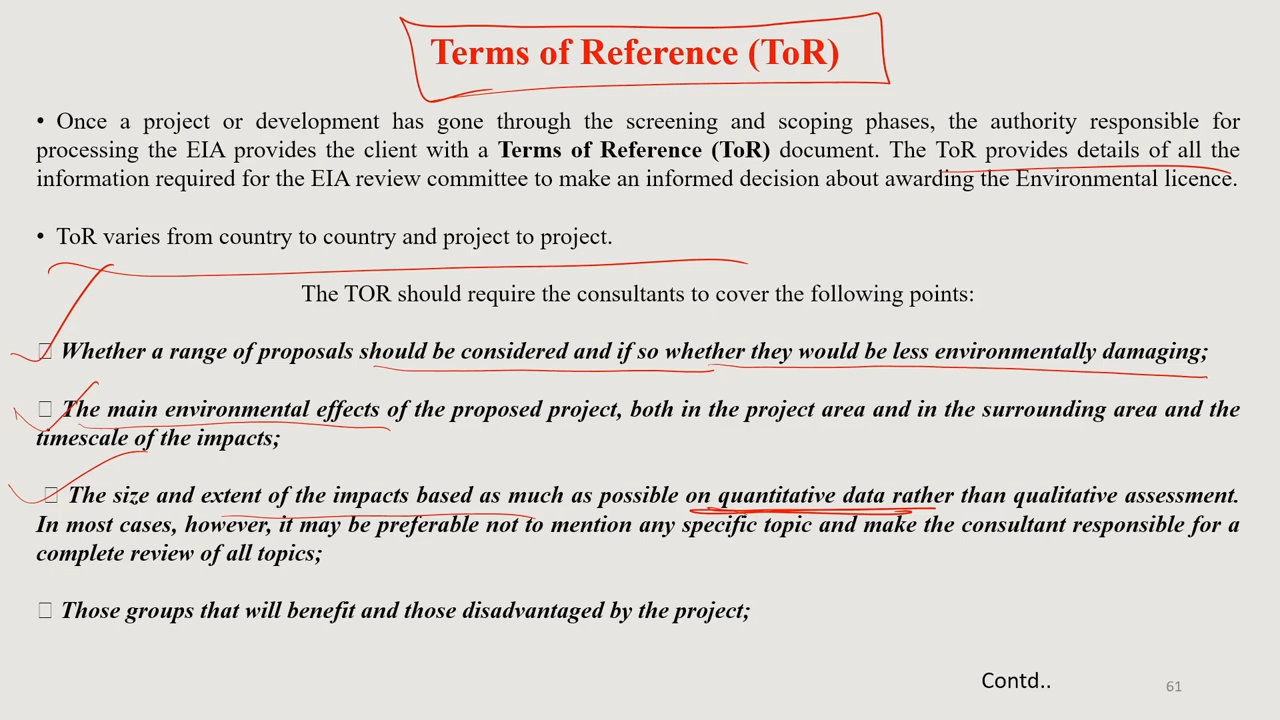 Terms of Reference (ToR)
• Once a project or development has gone through the screening and scoping phases, the authority responsible for
processing the EIA provides the client with a Terms of Reference (ToR) document. The ToR provides details of all the
information required for the EIA review committee to make an informed decision about awarding the Environmental licence.
• ToR varies from country to country and project to project.
The TOR should require the consultants to cover the following points:
Whether a range of proposals should be considered and if so whether they would be less environmentally damaging;
The main environmental effects of the proposed project, both in the project area and in the surrounding area and the
timescale of the impacts;
The size and extent of the impacts based as much as possible on quantitative data rather than qualitative assessment.
In most cases, however, it may be preferable not to mention any specific topic and make the consultant responsible for a
complete review of all topics;
Those groups that will benefit and those disadvantaged by the project;
Contd..
61